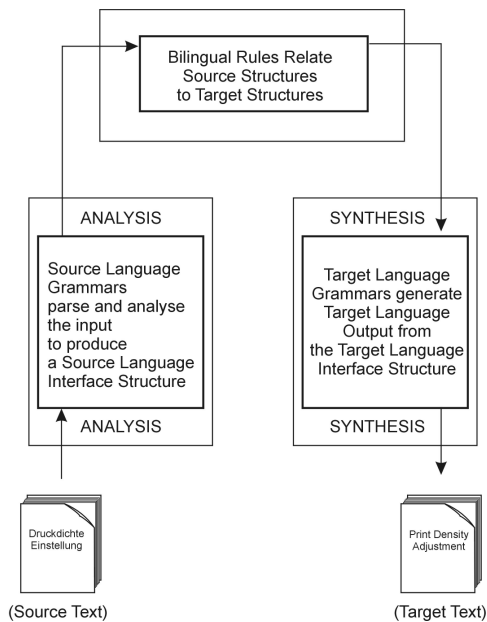 Bilingual Rules Relate
Source Structures
to Target Structures
ANALYSIS
Source Language
Grammars
parse and analyse
the input
to produce
a Source Language
Interface Structure
ANALYSIS
SYNTHESIS
Target Language
Grammars generate
Target Language
Output from
the Target Language
Interface Structure
SYNTHESIS
Druckdichte
Einstellung
(Source Text)
Print Density
Adjustment
(Target Text)